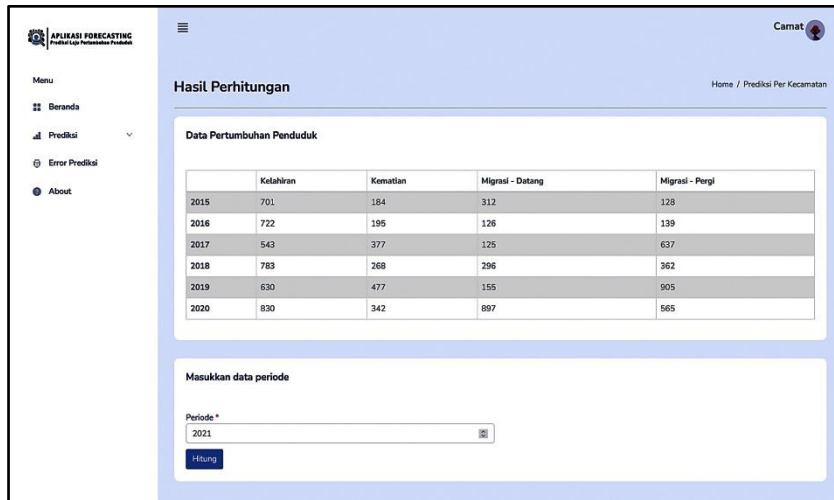 APLIKASI FORECASTING
Prediksi Laju Pertumbuhan Penduduk
Camat
Menu
Beranda
Prediksi
Error Prediksi
About
Hasil Perhitungan
Home / Prediksi Per Kecamatan
Data Pertumbuhan Penduduk
Kelahiran Kematian Migrasi - Datang Migrasi - Pergi
2015 701 184 312 128
2016 722 195 126 139
2017 543 377 125 637
2018 783 268 296 362
2019 630 477 155 905
2020 830 342 897 565
Masukkan data periode
Periode *
2021
Hitung